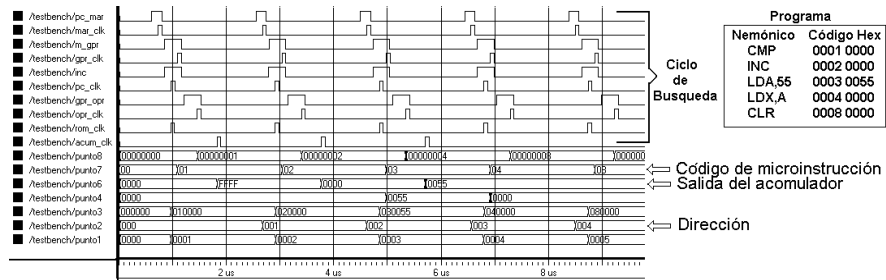 /testbench/pc_mar
/testbench/mar_clk
/testbench/m_gpr
/testbench/gpr_clk
/testbench/inc
/testbench/pc_clk
/testbench/gpr_opr
/testbench/opr_clk
/testbench/rom_clk
/testbench/acum_clk
/testbench/punto8 00000000 00000001 00000002 00000004 00000008
/testbench/punto7 00 01 02 03 04
/testbench/punto6 0000 FFFF 0000 0055
/testbench/punto4 0000 0055 0000
/testbench/punto3 000000 010000 020000 030055 040000 080000
/testbench/punto2 000 001 002 003 004
/testbench/punto1 0000 0001 0002 0003 0004 0005
2 us 4 us 6 us 8 us
Ciclo
de
Busqueda
Programa
Nemónico Código Hex
CMP 0001 0000
INC 0002 0000
LDA,55 0003 0055
LDX,A 0004 0000
CLR 0008 0000
Código de microinstrucción
Salida del acomulador
Dirección